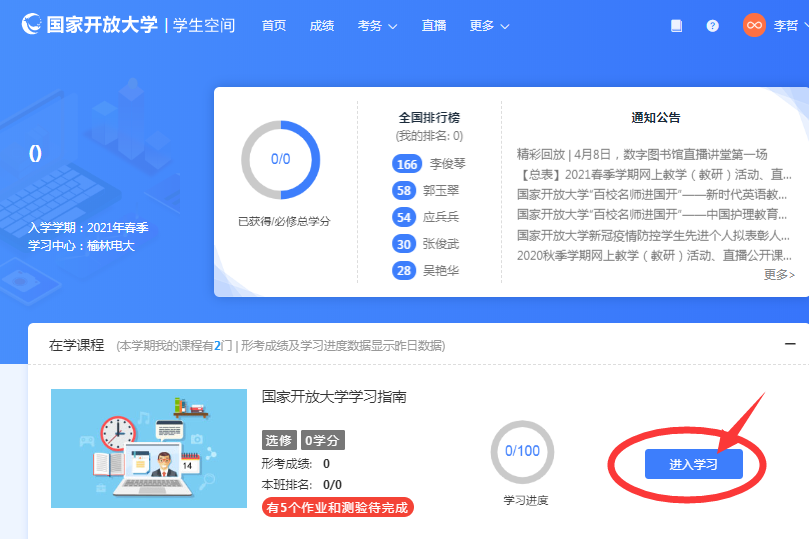 国家开放大学 | 学生空间 首页 成绩 考务 直播 更多 李哲
()
入学学期：2021年春季
学习中心：榆林电大
0/0
已获得/必修总学分
全国排行榜
(我的排名: 0)
166 李俊琴
58 郭玉翠
54 应兵兵
30 张俊武
28 吴艳华
通知公告
精彩回放 | 4月8日，数字图书馆直播讲堂第一场
【总表】2021春季学期网上教学（教研）活动、直...
国家开放大学“百校名师进国开”——新时代英语教...
国家开放大学“百校名师进国开”——中国护理教育...
国家开放大学新冠疫情防控学生先进个人拟表彰人...
2020秋季学期网上教学（教研）活动、直播公开课...
更多>
在学课程 (本学期我的课程有2门 | 形考成绩及学习进度数据显示昨日数据)
14
国家开放大学学习指南
选修 0学分
形考成绩: 0
本班排名: 0/0
有5个作业和测验待完成
0/100
学习进度
进入学习